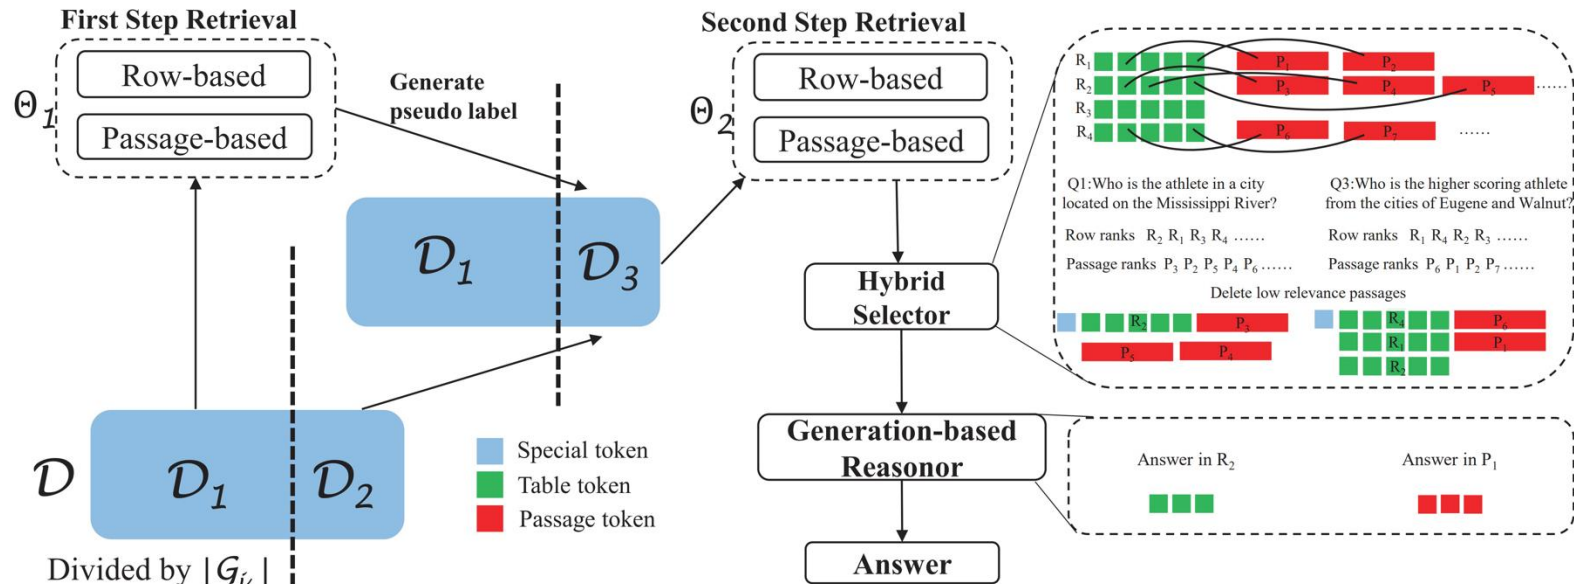 First Step Retrieval
Θ1
Row-based
Passage-based
Generate
pseudo label
D1
D3
D
D1
D2
Divided by |Gi,|
Special token
Table token
Passage token
Second Step Retrieval
Θ2
Row-based
Passage-based
Hybrid
Selector
Generation-based
Reasonor
Answer
R1 P1 P2
R2 P3 P4 P5 ......
R3
R4 P6 P7 ......
Q1:Who is the athlete in a city
located on the Mississippi River?
Row ranks R2 R1 R3 R4 ......
Passage ranks P3 P2 P5 P4 P6 ......
Q3:Who is the higher scoring athlete
from the cities of Eugene and Walnut?
Row ranks R1 R4 R2 R3 ......
Passage ranks P6 P1 P2 P7 ......
Delete low relevance passages
R2 P3
P5 P4
R4 P6
R1 P1
R2
Answer in R2
Answer in P1